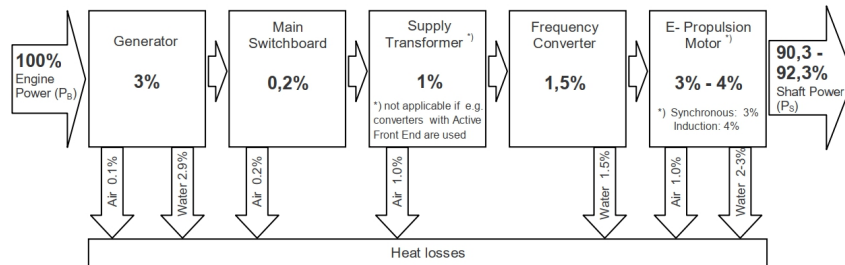 100%
Engine
Power (PB)
Generator
3%
Main
Switchboard
0,2%
Supply
Transformer *)
1%
*) not applicable if e.g.
converters with Active
Front End are used
Frequency
Converter
1,5%
E- Propulsion
Motor *)
3% - 4%
*) Synchronous: 3%
Induction: 4%
90,3 -
92,3%
Shaft Power
(PS)
Air 0.1%
Water 2.9%
Air 0.2%
Air 1.0%
Water 1.5%
Air 1.0%
Water 2-3%
Heat losses